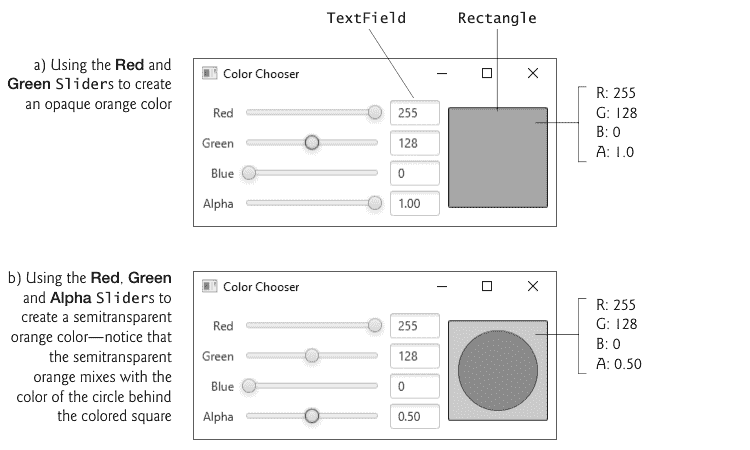 TextField
Rectangle
a) Using the Red and
Green Sliders to create
an opaque orange color
Color Chooser
Red
255
Green
128
Blue
0
Alpha
1.00
R: 255
G: 128
B: 0
A: 1.0
b) Using the Red, Green
and Alpha Sliders to
create a semitransparent
orange color—notice that
the semitransparent
orange mixes with the
color of the circle behind
the colored square
Color Chooser
Red
255
Green
128
Blue
0
Alpha
0.50
R: 255
G: 128
B: 0
A: 0.50